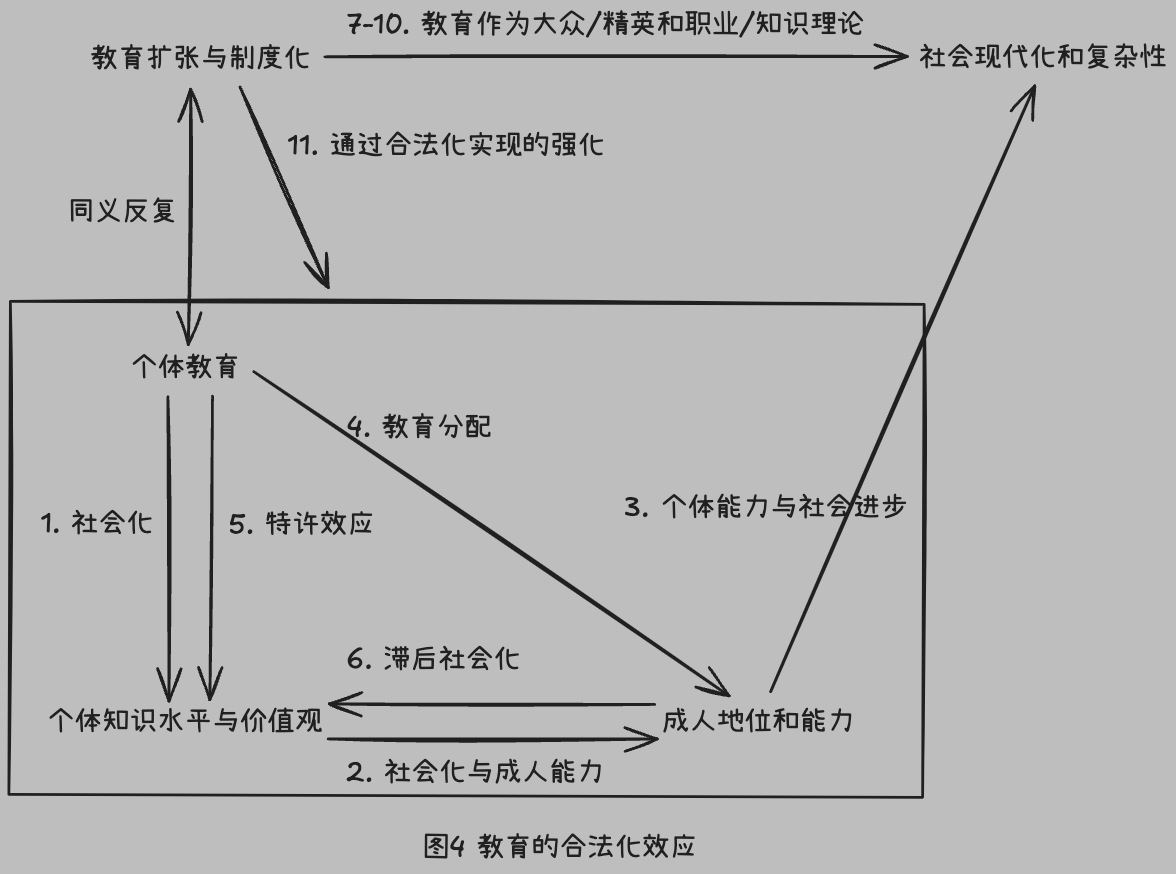 7-10. 教育作为大众/精英和职业/知识理论
教育扩张与制度化
社会现代化和复杂性
11. 通过合法化实现的强化
同义反复
个体教育
4. 教育分配
3. 个体能力与社会进步
1. 社会化
5. 特许效应
6. 滞后社会化
个体知识水平与价值观
成人地位和能力
2. 社会化与成人能力
图4 教育的合法化效应